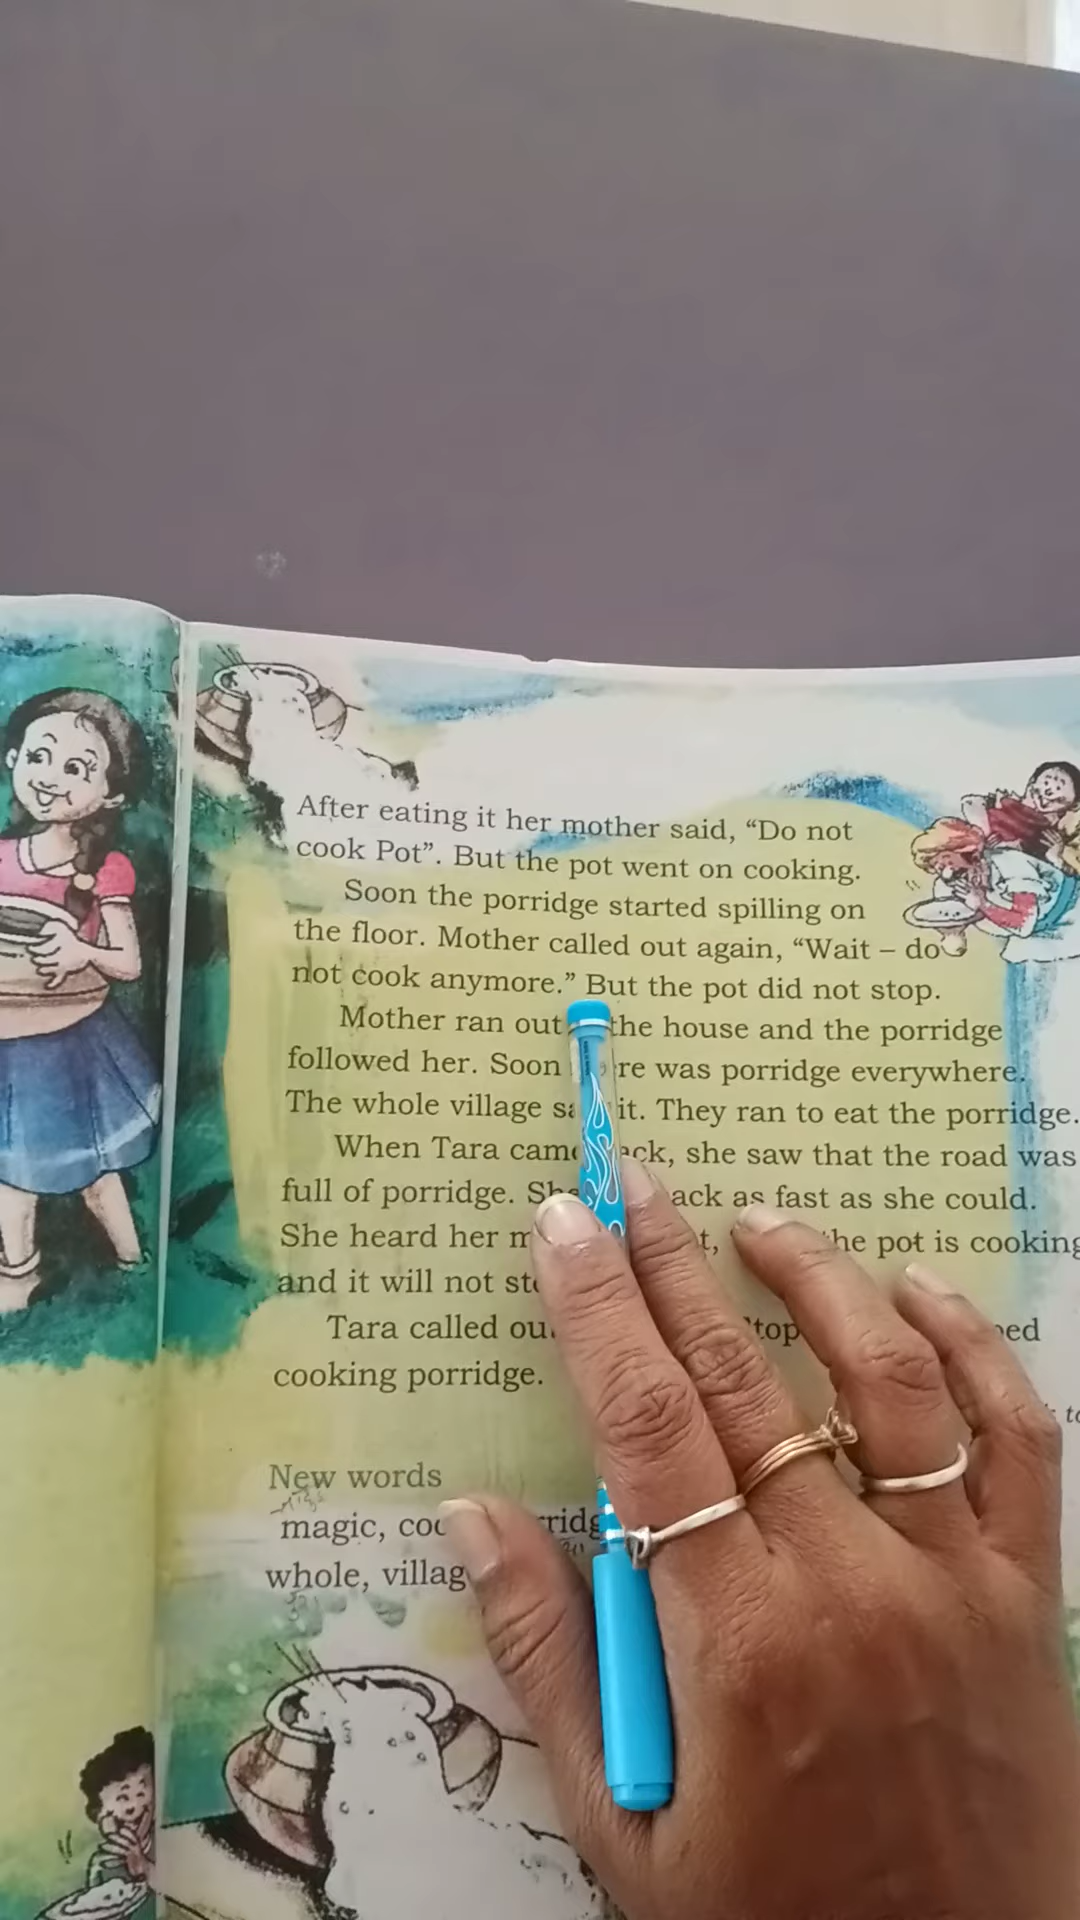 After eating it her mother said, “Do not
cook Pot”. But the pot went on cooking.
Soon the porridge started spilling on
the floor. Mother called out again, “Wait – do
not cook anymore.” But the pot did not stop.
Mother ran out the house and the porridge
followed her. Soon was porridge everywhere.
The whole village it. They ran to eat the porridge.
When Tara came back, she saw that the road was
full of porridge. She as fast as she could.
She heard her the pot is cooking
and it will not
Tara called
cooking porridge.
New words
magic,
whole,